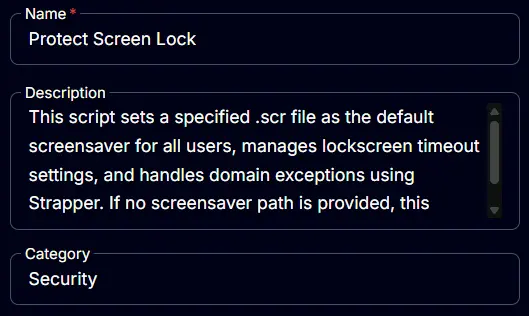 Name *
Protect Screen Lock
Description
This script sets a specified .scr file as the default
screensaver for all users, manages lockscreen timeout
settings, and handles domain exceptions using
Strapper. If no screensaver path is provided, this
Category
Security